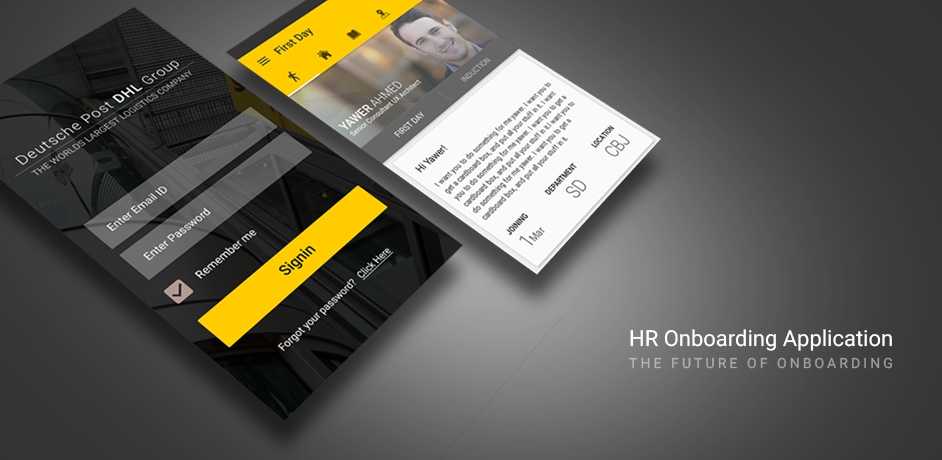 Deutsche Post DHL Group
THE WORLDS LARGEST LOGISTICS COMPANY
Enter Email ID
Enter Password
Remember me
Signin
Forgot your password? Click Here
First Day
YAWER AHMED
Senior Consultant UX Architect
FIRST DAY
INDUCTION
Hi Yawer!
I want you to do something for me yawer. I want you to
get a cardboard box, and put all your stuff in it. I want
you to do something for me yawer. I want you to get a
cardboard box, and put all your stuff in it.I want you to
do something for me yawer. I want you to get a
cardboard box, and put all your stuff in it.
JOINING
1 Mar
DEPARTMENT
SD
LOCATION
CBJ
HR Onboarding Application
THE FUTURE OF ONBOARDING